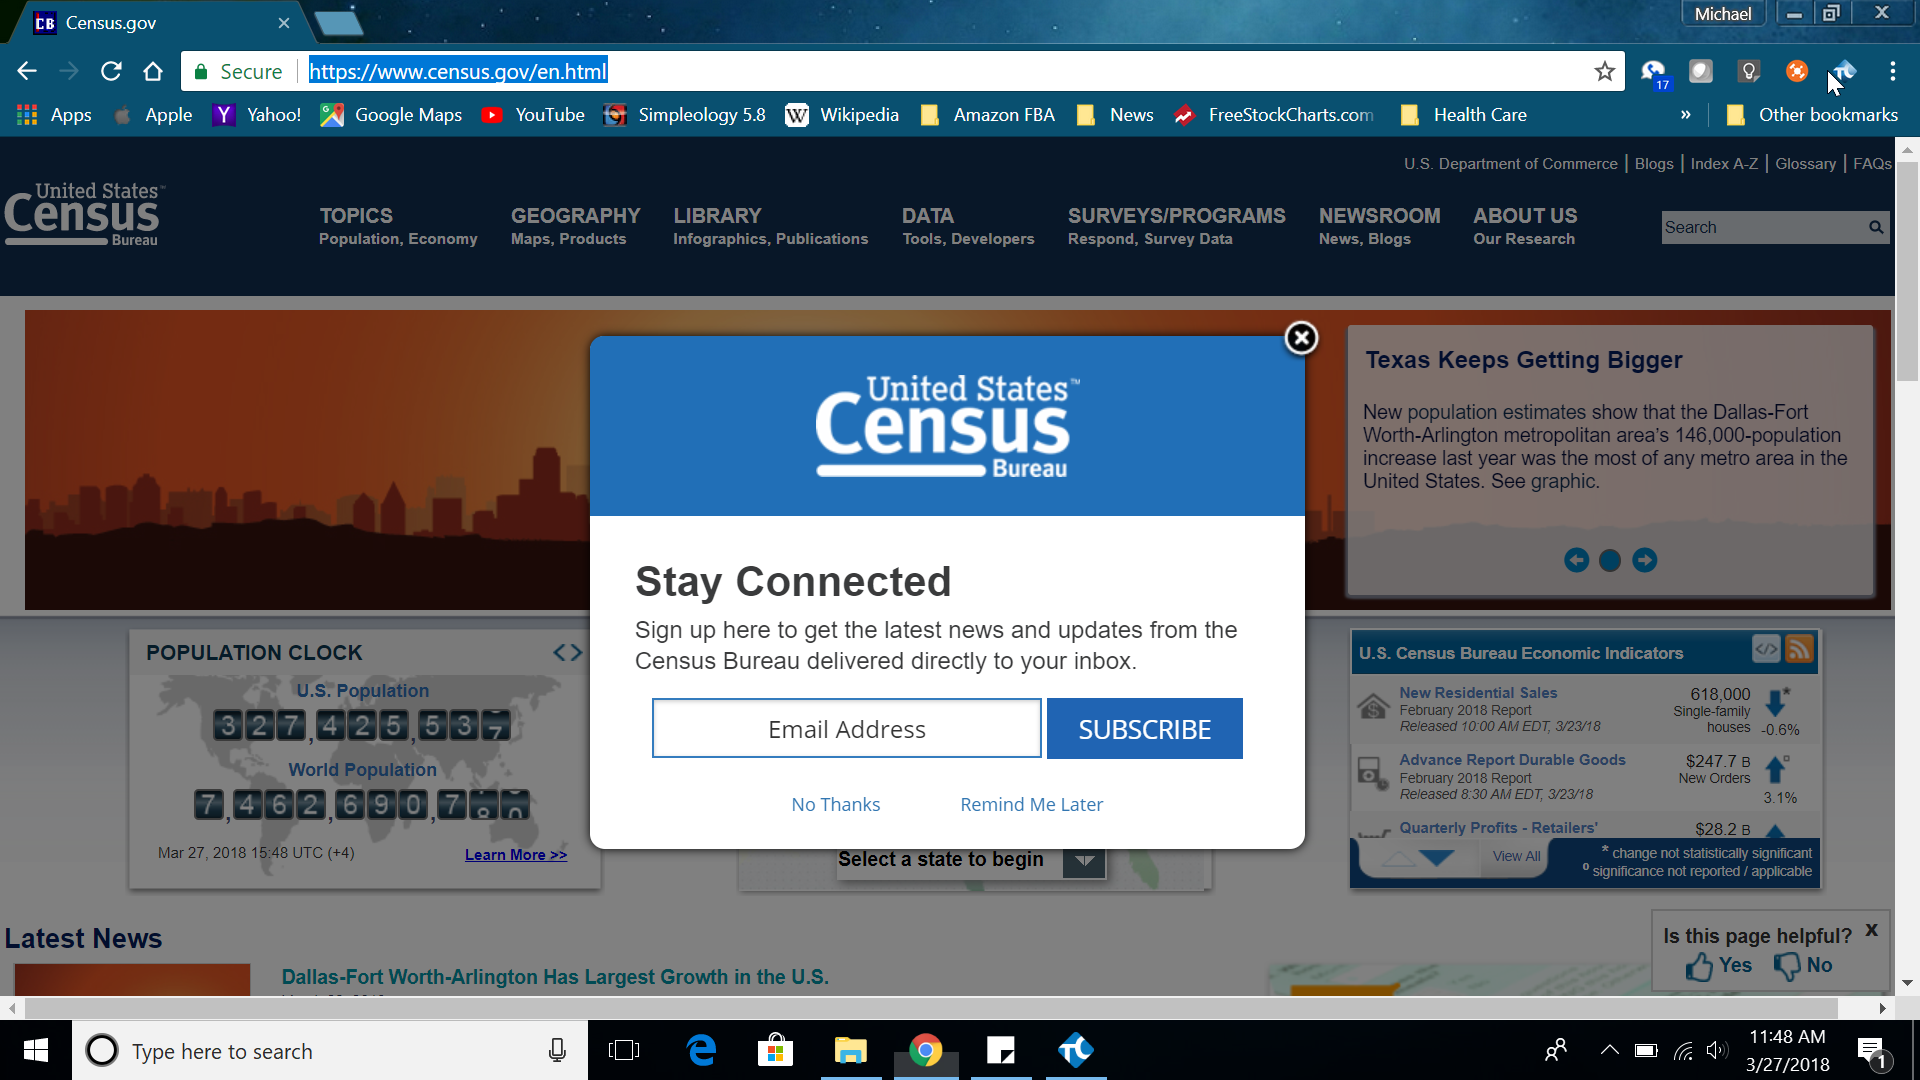 Census.gov
Michael
Secure
https://www.census.gov/en.html
17
Apps
Apple
Yahoo!
Google Maps
YouTube
Simpleology 5.8
Wikipedia
Amazon FBA
News
FreeStockCharts.com
Health Care
»
Other bookmarks
U.S. Department of Commerce | Blogs | Index A-Z | Glossary | FAQs
United States™
Census
Bureau
TOPICS
Population, Economy
GEOGRAPHY
Maps, Products
LIBRARY
Infographics, Publications
DATA
Tools, Developers
SURVEYS/PROGRAMS
Respond, Survey Data
NEWSROOM
News, Blogs
ABOUT US
Our Research
Search
Texas Keeps Getting Bigger
New population estimates show that the Dallas-Fort
Worth-Arlington metropolitan area's 146,000-population
increase last year was the most of any metro area in the
United States. See graphic.
United States™
Census
Bureau
Stay Connected
Sign up here to get the latest news and updates from the
Census Bureau delivered directly to your inbox.
Email Address
SUBSCRIBE
No Thanks
Remind Me Later
POPULATION CLOCK
U.S. Population
327,425,537
World Population
7,462,690,7
Mar 27, 2018 15:48 UTC (+4)
Learn More >>
Select a state to begin
U.S. Census Bureau Economic Indicators
New Residential Sales
February 2018 Report
Released 10:00 AM EDT, 3/23/18
618,000
Single-family
houses
*
-0.6%
Advance Report Durable Goods
February 2018 Report
Released 8:30 AM EDT, 3/23/18
$247.7 B
New Orders
o
3.1%
Quarterly Profits - Retailers'
$28.2 B
View All
* change not statistically significant
o significance not reported / applicable
Latest News
Dallas-Fort Worth-Arlington Has Largest Growth in the U.S.
Is this page helpful?
X
Yes
No
Type here to search
11:48 AM
3/27/2018
1